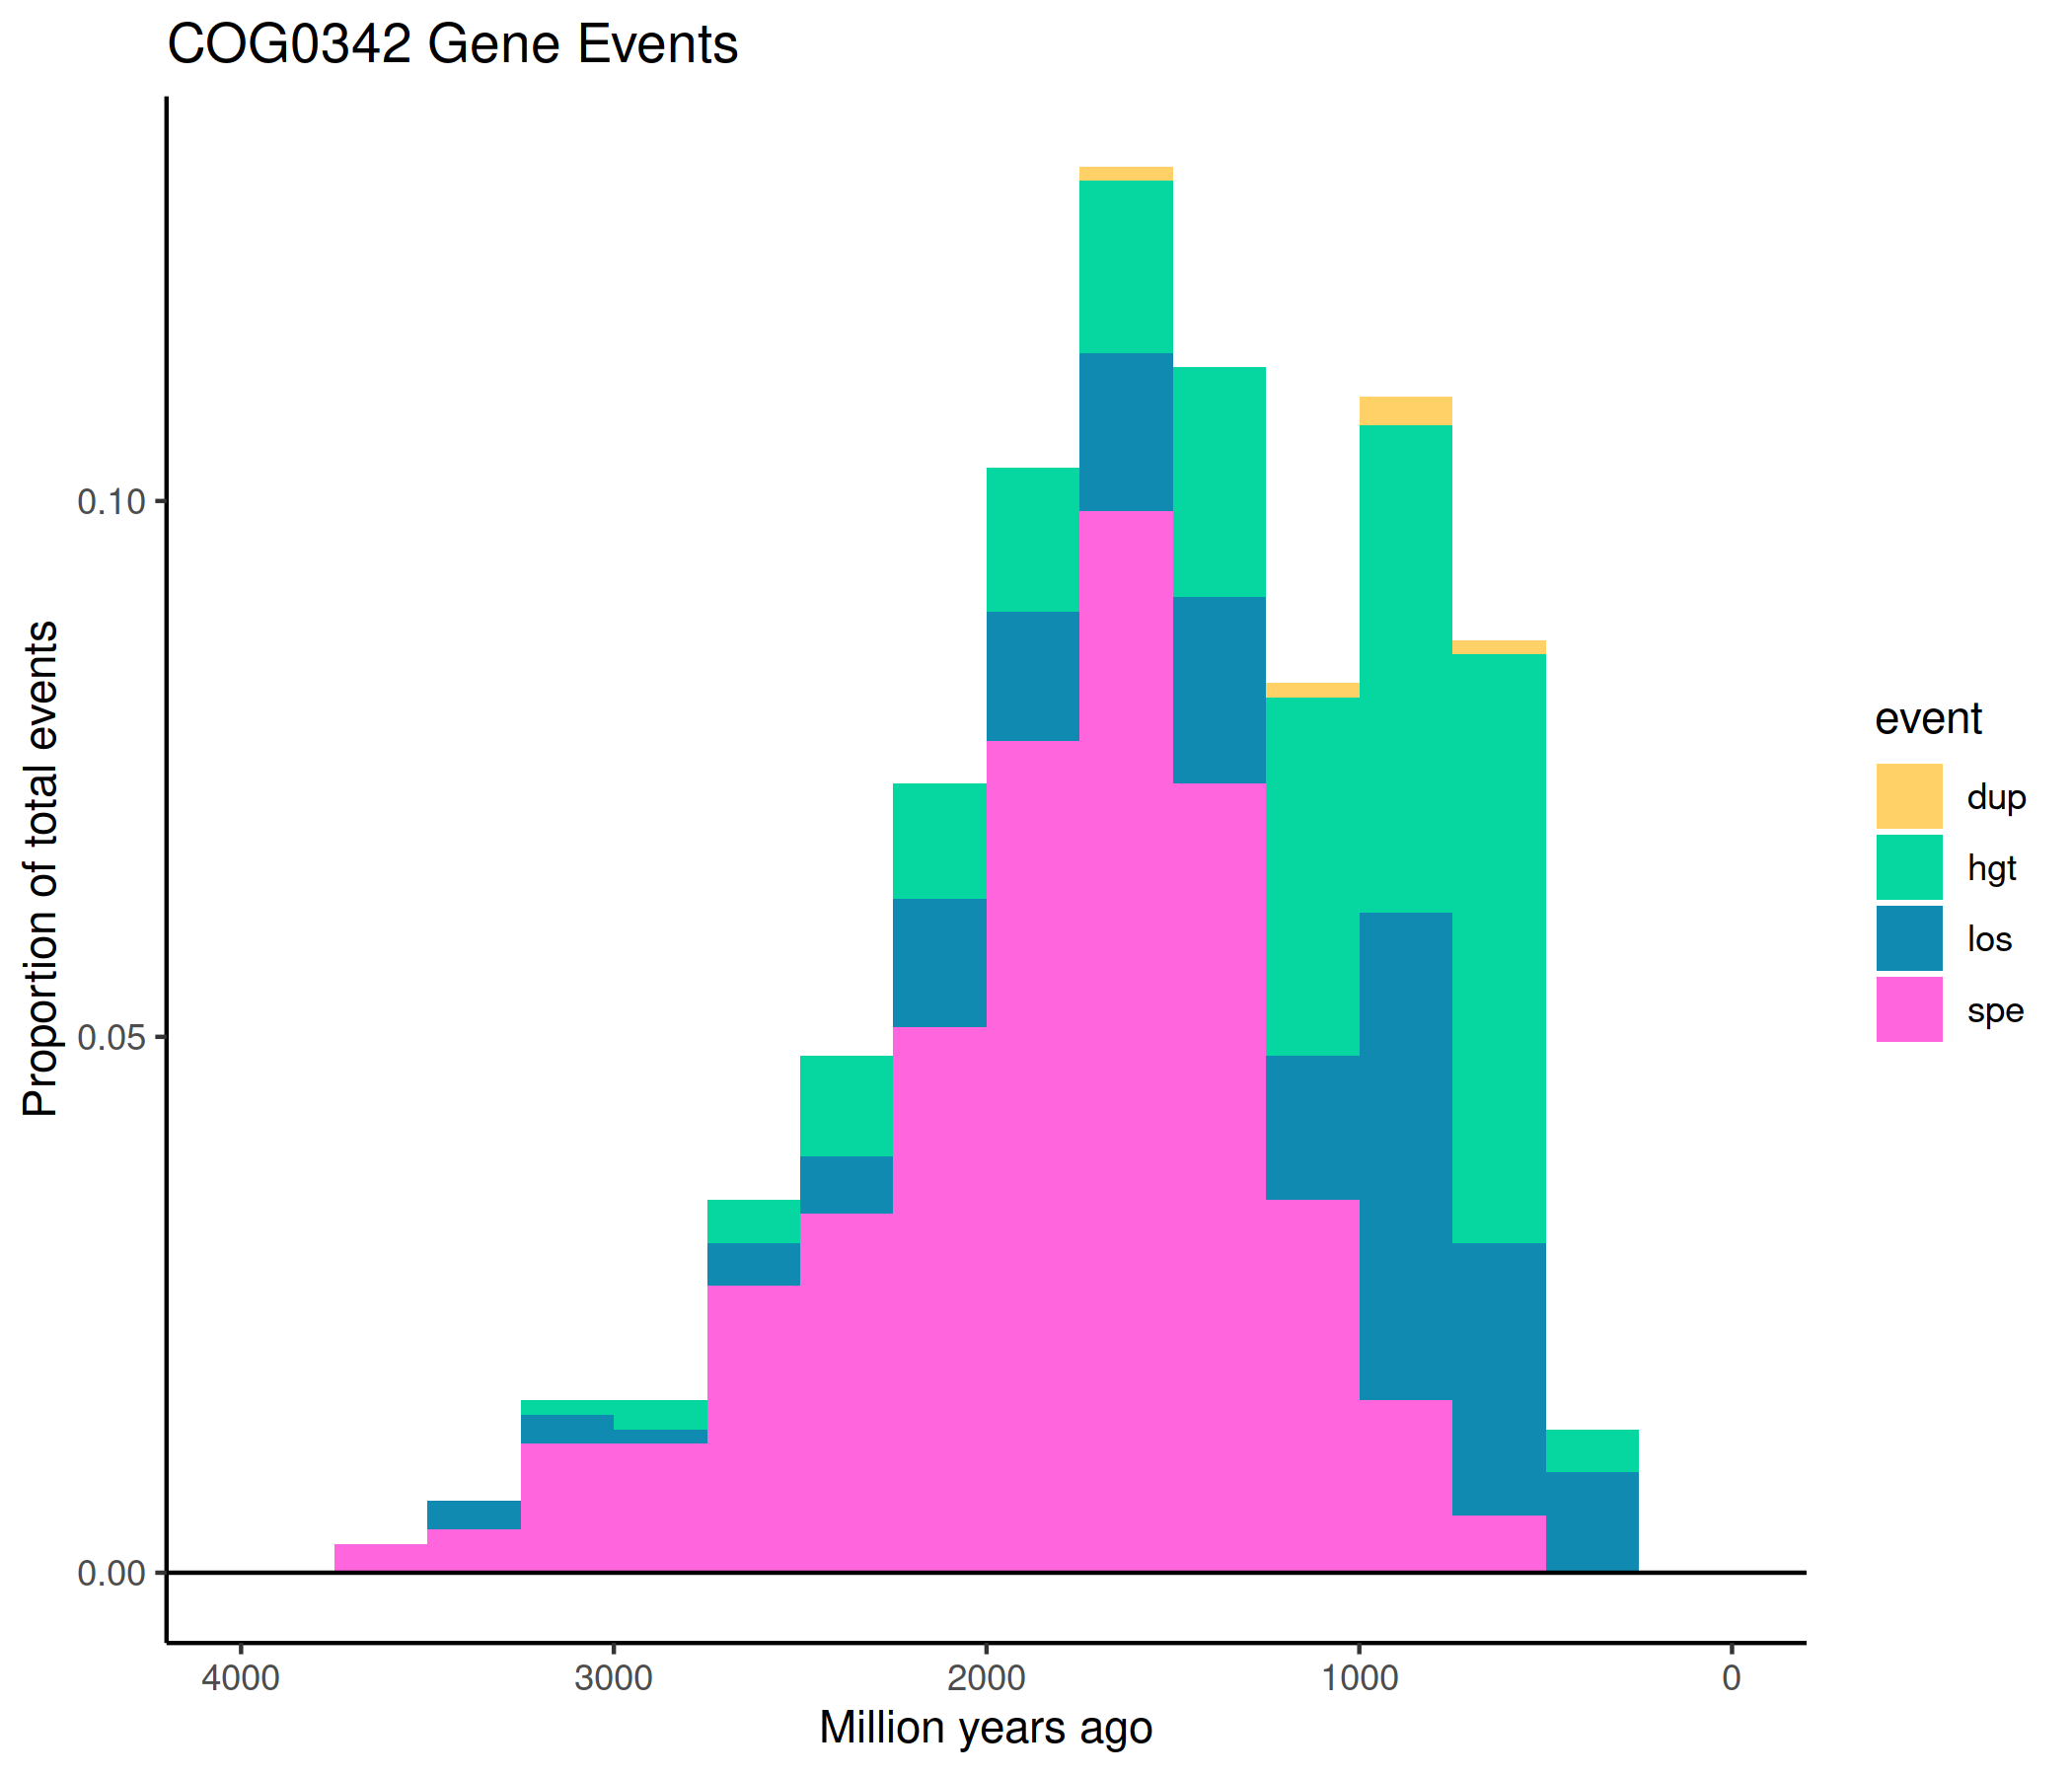 COG0342 Gene Events
Proportion of total events
0.10
0.05
0.00
4000
3000
2000
1000
0
Million years ago
event
dup
hgt
los
spe